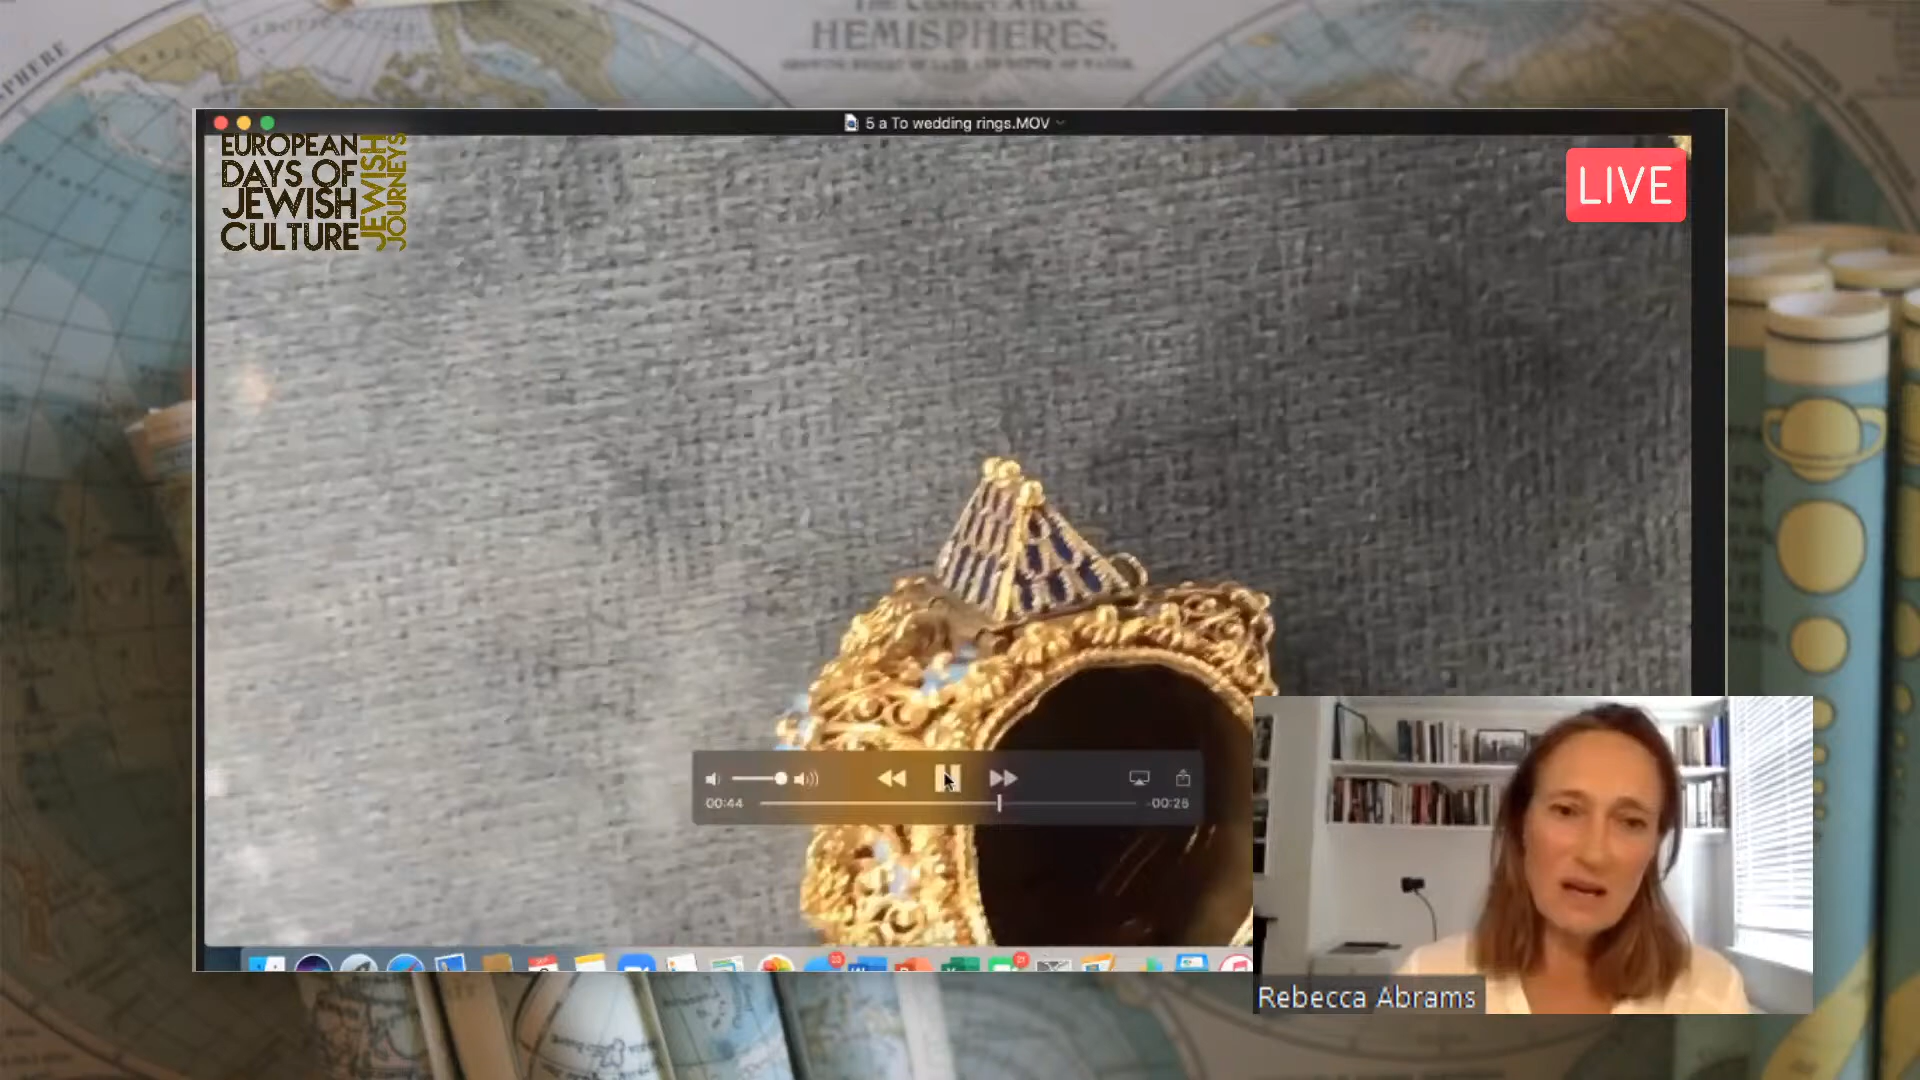 HEMISPHERES.
5 a To wedding rings.MOV
EUROPEAN
DAYS OF
JEWISH
CULTURE
JEWISH
JOURNEYS
LIVE
00:44
-00:26
Rebecca Abrams